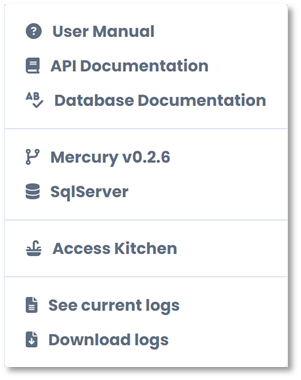 User Manual
API Documentation
AB Database Documentation
Mercury v0.2.6
SqlServer
Access Kitchen
See current logs
Download logs